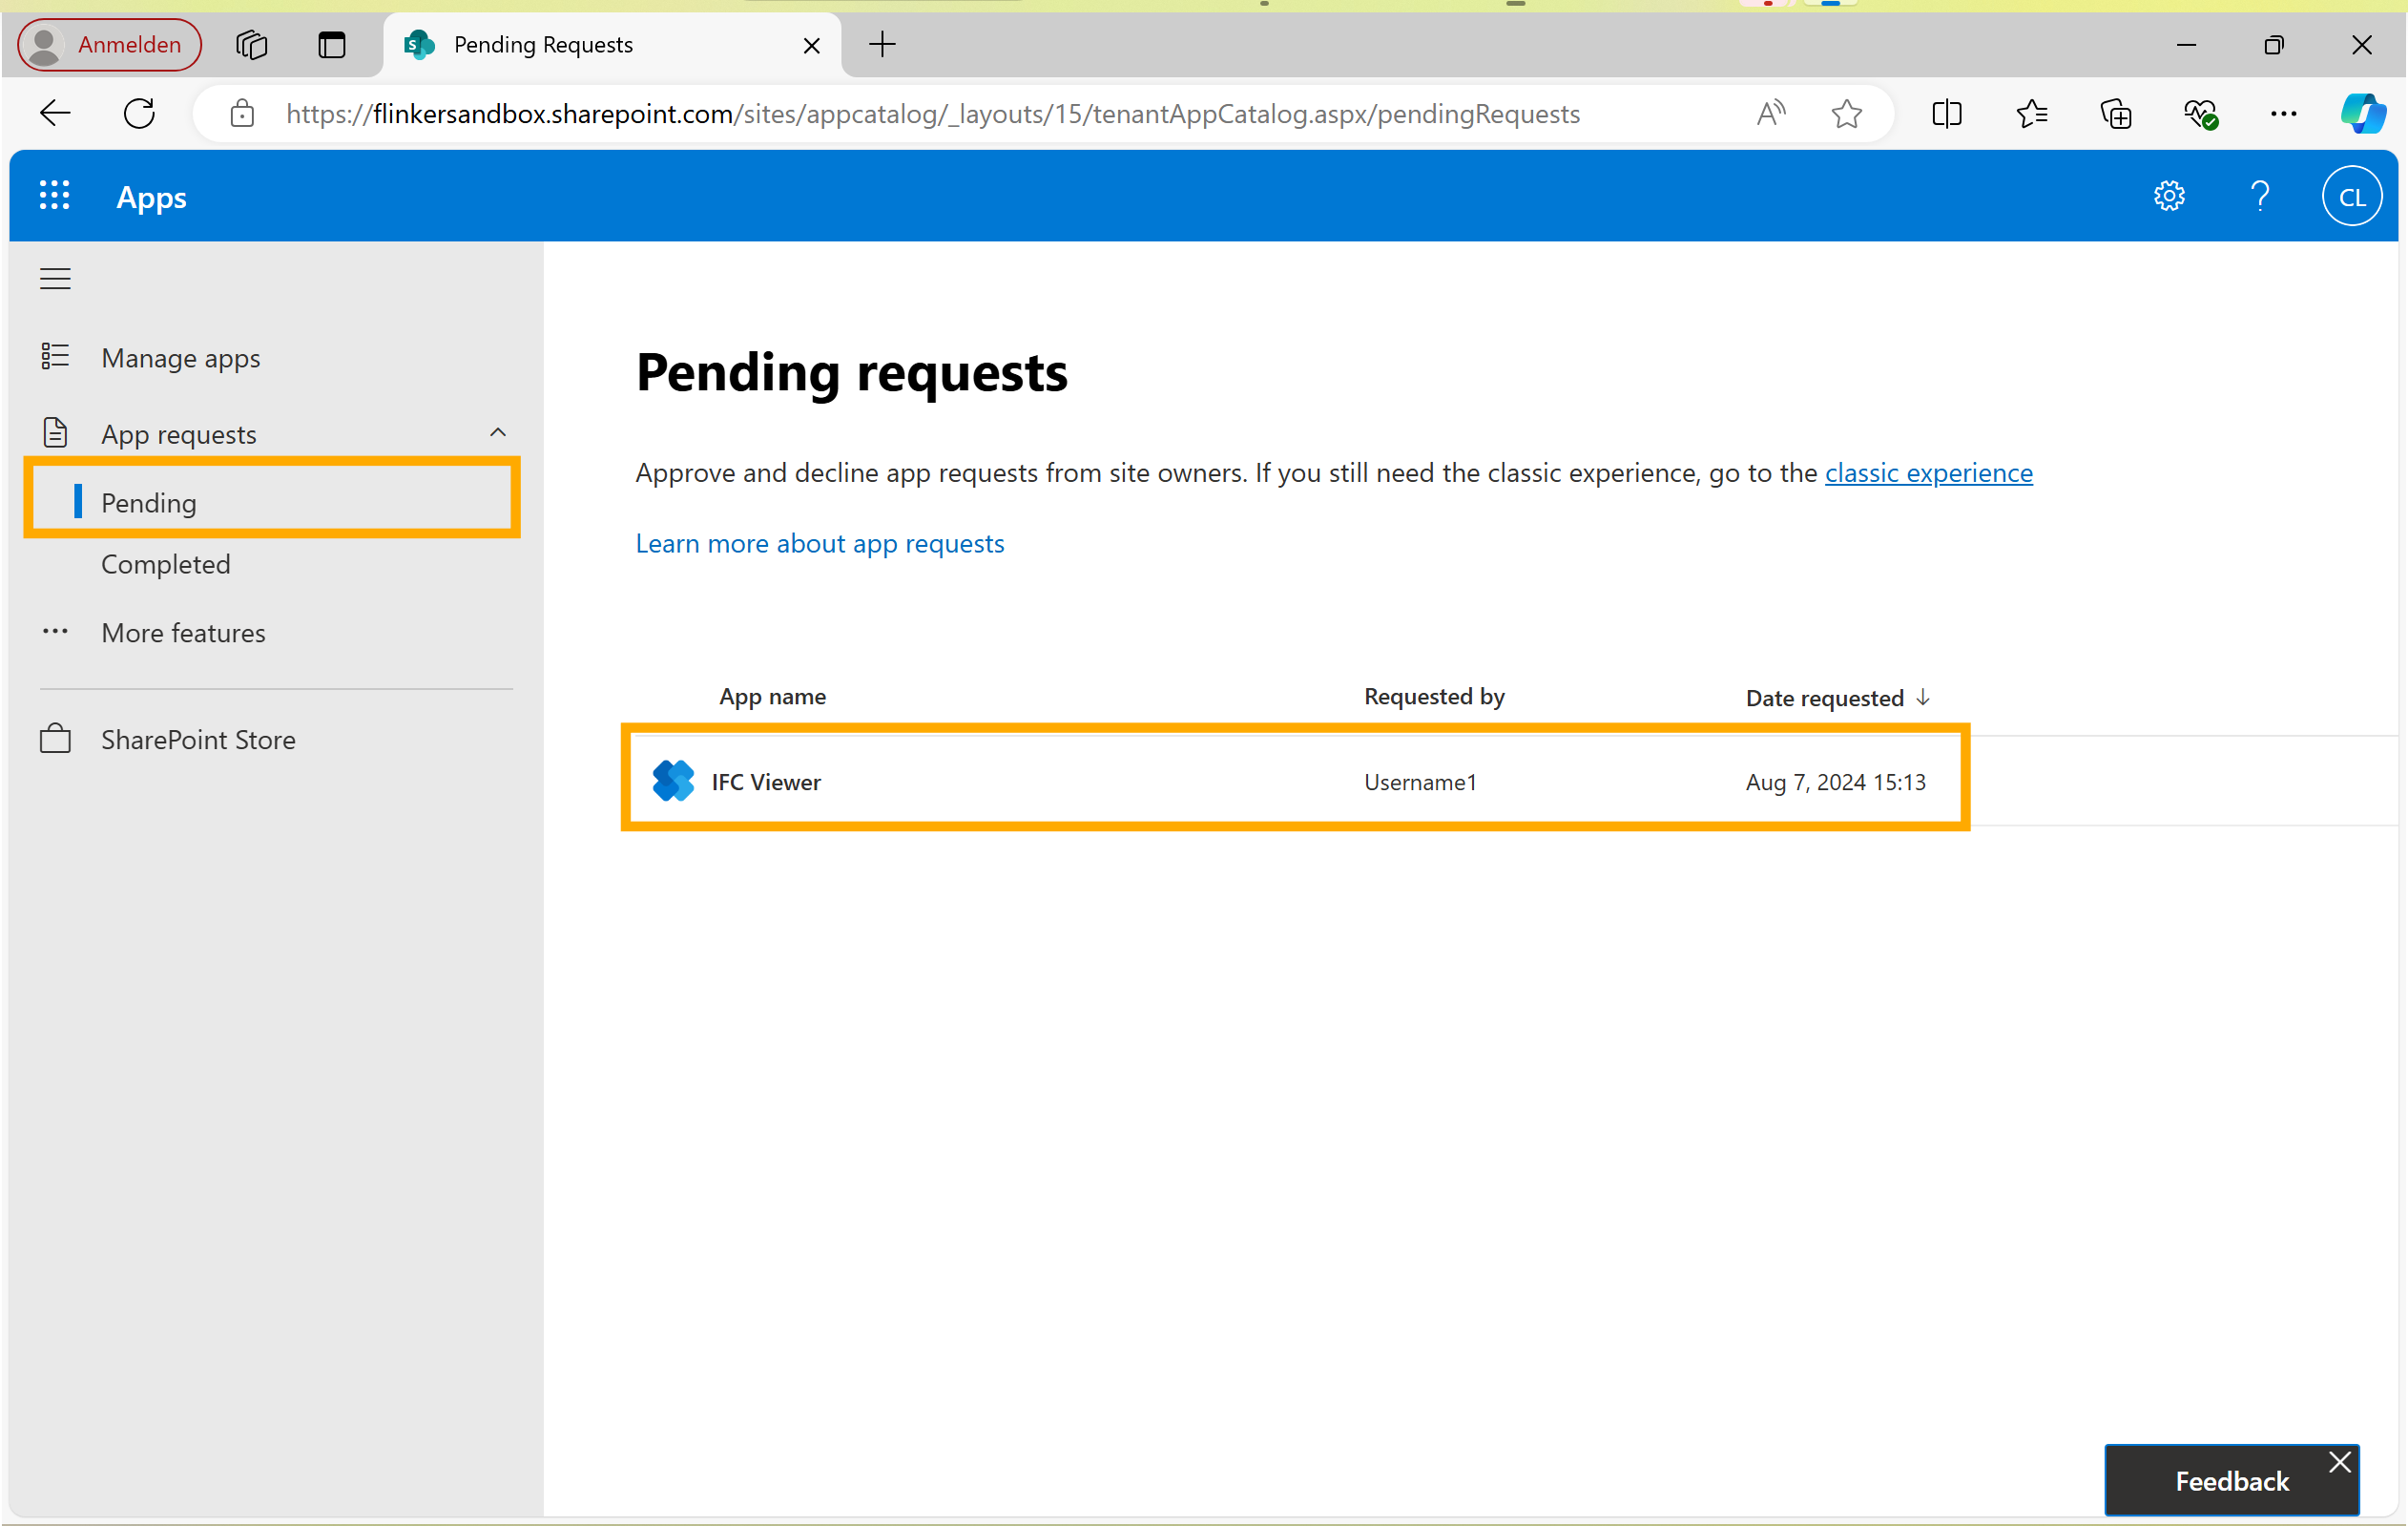 Anmelden
Pending Requests
https://flinkersandbox.sharepoint.com/sites/appcatalog/_layouts/15/tenantAppCatalog.aspx/pendingRequests
Apps
CL
Manage apps
App requests
Pending
Completed
More features
SharePoint Store
Pending requests
Approve and decline app requests from site owners. If you still need the classic experience, go to the classic experience
Learn more about app requests
App name Requested by Date requested
IFC Viewer Username1 Aug 7, 2024 15:13
Feedback